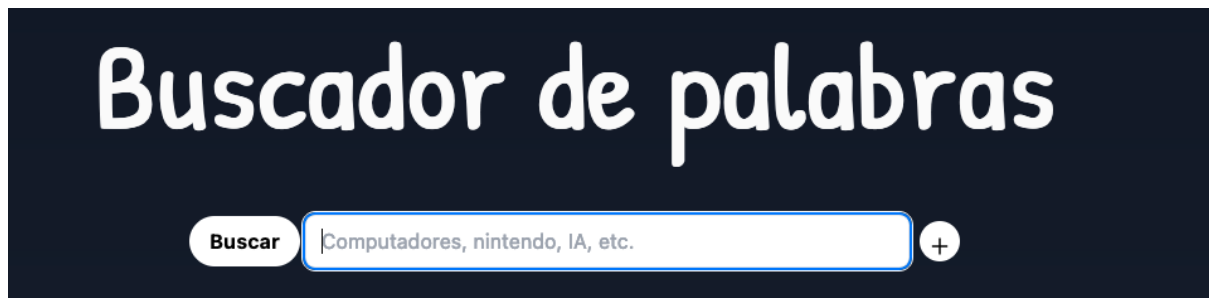 Buscador de palabras
Buscar Computadores, nintendo, IA, etc. +